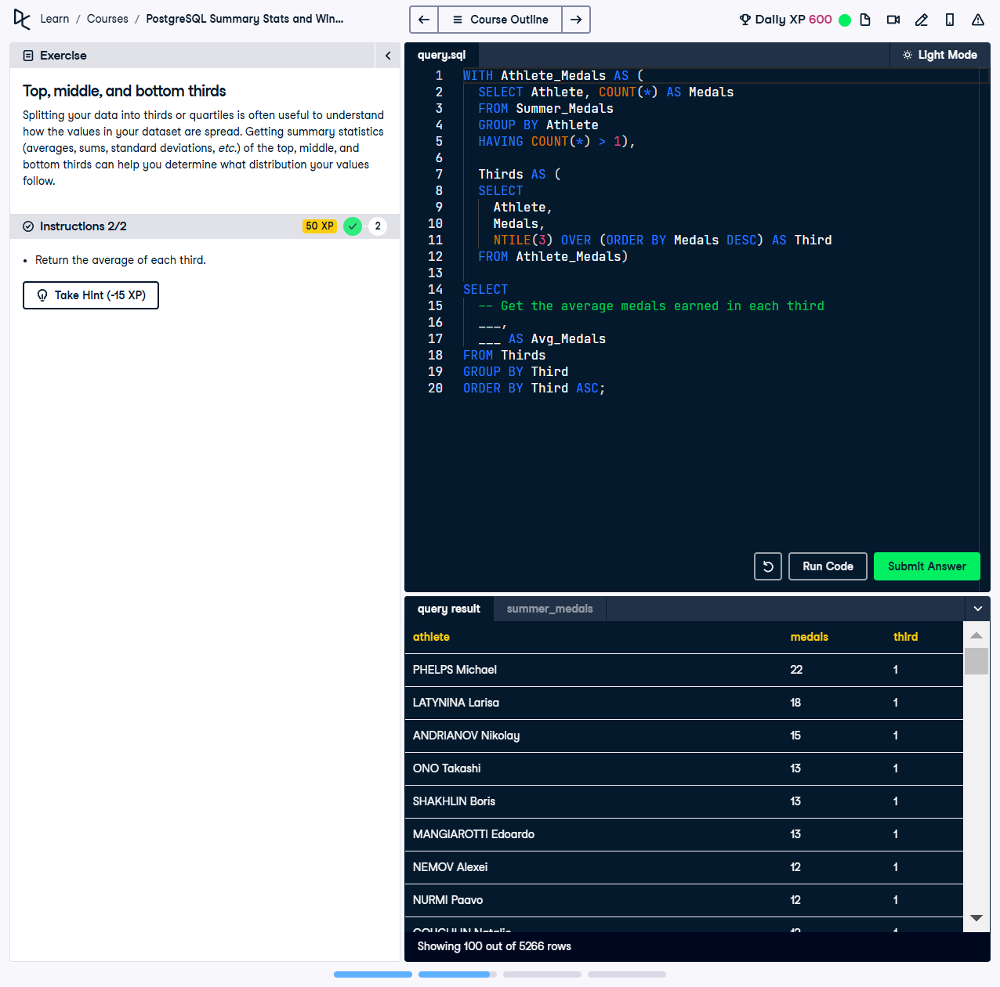 Learn / Courses / PostgreSQL Summary Stats and Win...
Course Outline
Daily XP 600
Exercise
Top, middle, and bottom thirds
Splitting your data into thirds or quartiles is often useful to understand
how the values in your dataset are spread. Getting summary statistics
(averages, sums, standard deviations, etc.) of the top, middle, and
bottom thirds can help you determine what distribution your values
follow.
Instructions 2/2
50 XP
2
Return the average of each third.
Take Hint (-15 XP)
query.sql
Light Mode
1 WITH Athlete_Medals AS (
2 SELECT Athlete, COUNT(*) AS Medals
3 FROM Summer_Medals
4 GROUP BY Athlete
5 HAVING COUNT(*) > 1),
6
7 Thirds AS (
8 SELECT
9 Athlete,
10 Medals,
11 NTILE(3) OVER (ORDER BY Medals DESC) AS Third
12 FROM Athlete_Medals)
13
14 SELECT
15 -- Get the average medals earned in each third
16 ___,
17 ___ AS Avg_Medals
18 FROM Thirds
19 GROUP BY Third
20 ORDER BY Third ASC;
Run Code
Submit Answer
query result
summer_medals
athlete medals third
PHELPS Michael 22 1
LATYNINA Larisa 18 1
ANDRIANOV Nikolay 15 1
ONO Takashi 13 1
SHAKHLIN Boris 13 1
MANGIAROTTI Edoardo 13 1
NEMOV Alexei 12 1
NURMI Paavo 12 1
COUGHLIN Natalie 12 1
Showing 100 out of 5266 rows